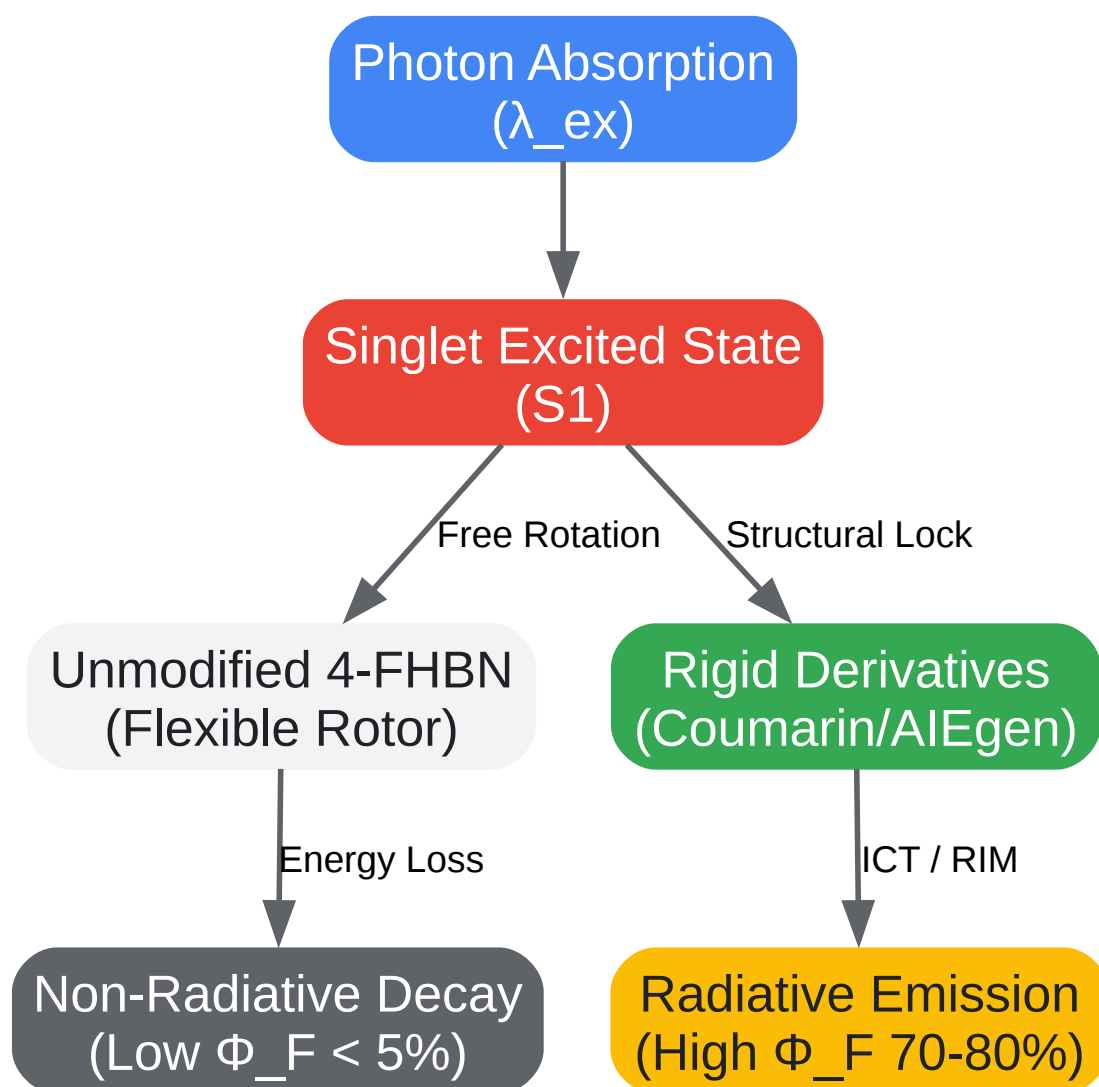 Photon Absorption
(λ_ex)
Singlet Excited State
(S1)
Free Rotation
Structural Lock
Unmodified 4-FHBN
(Flexible Rotor)
Rigid Derivatives
(Coumarin/AIEgen)
Energy Loss
ICT / RIM
Non-Radiative Decay
(Low Φ_F < 5%)
Radiative Emission
(High Φ_F 70-80%)